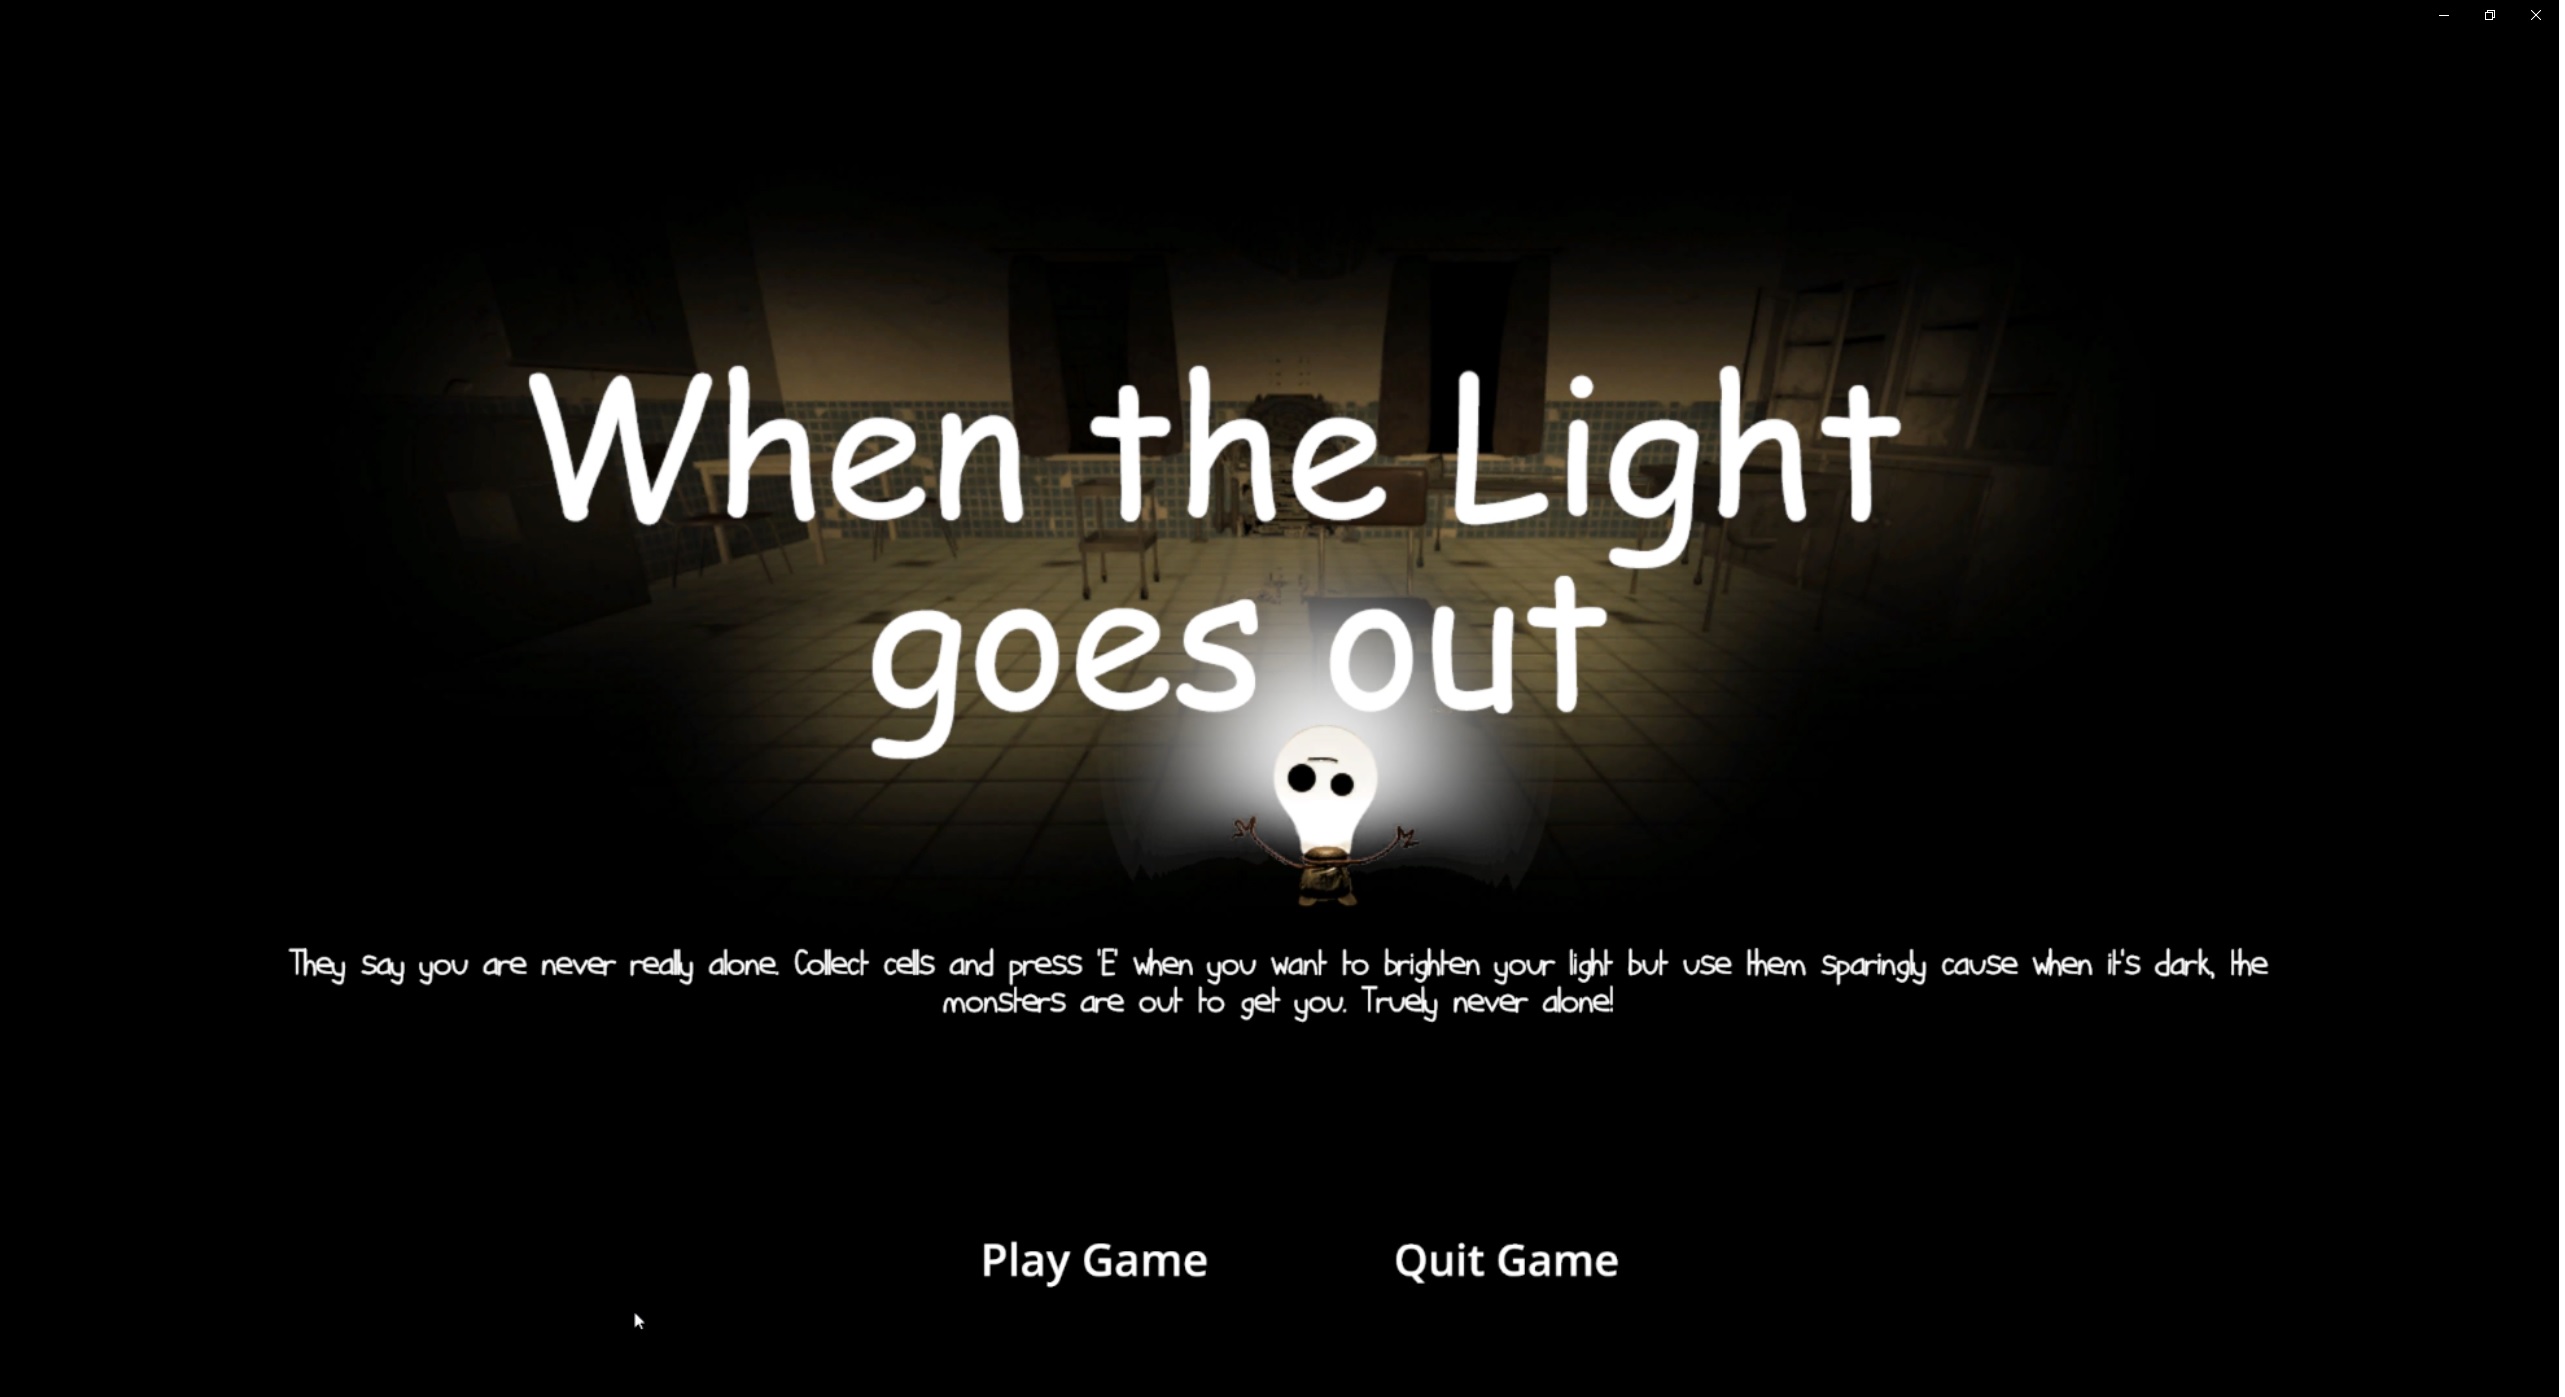 When the Light
goes out
They say you are never really alone. Collect cells and press 'E' when you want to brighten your light but use them sparingly cause when it's dark, the
monsters are out to get you. Truely never alone!
Play Game Quit Game